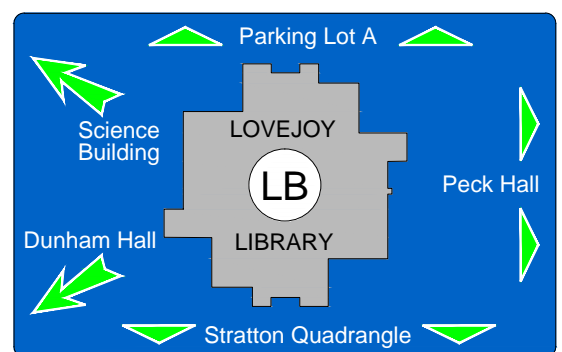 Parking Lot A
Science
Building
LOVEJOY
LB
LIBRARY
Peck Hall
Dunham Hall
Stratton Quadrangle